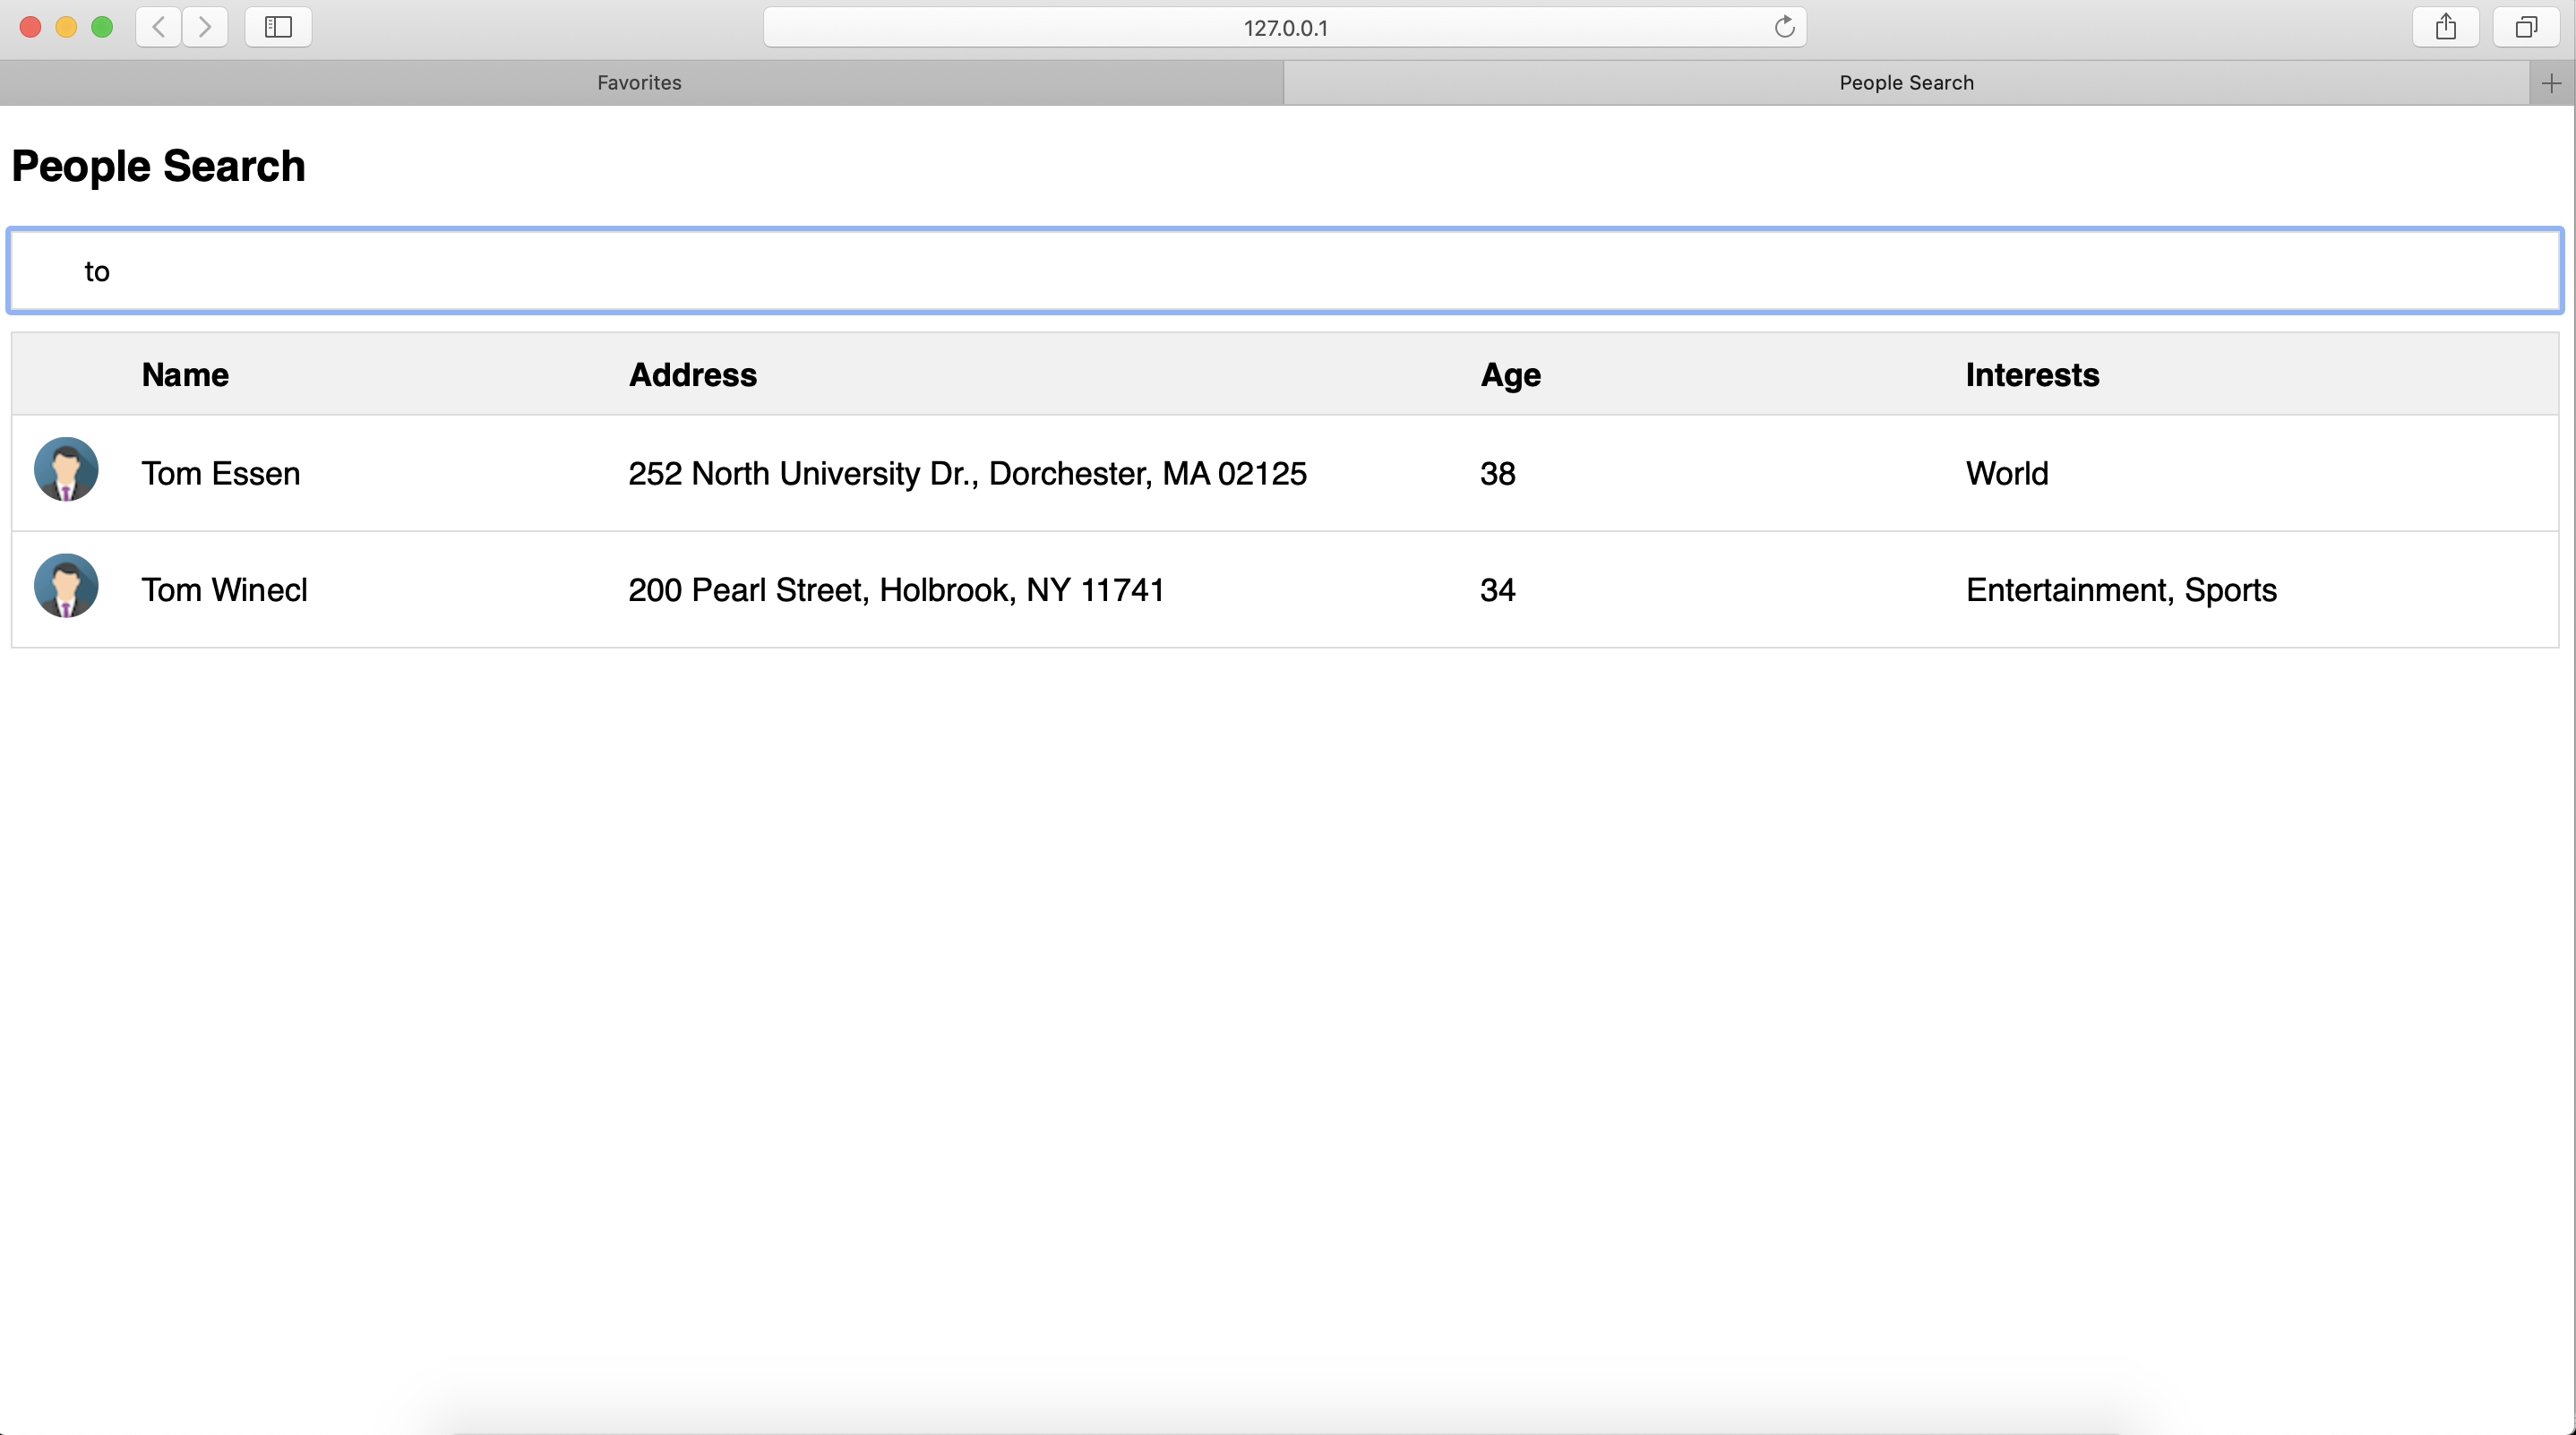 127.0.0.1
Favorites People Search
People Search
to
Name Address Age Interests
Tom Essen 252 North University Dr., Dorchester, MA 02125 38 World
Tom Winecl 200 Pearl Street, Holbrook, NY 11741 34 Entertainment, Sports